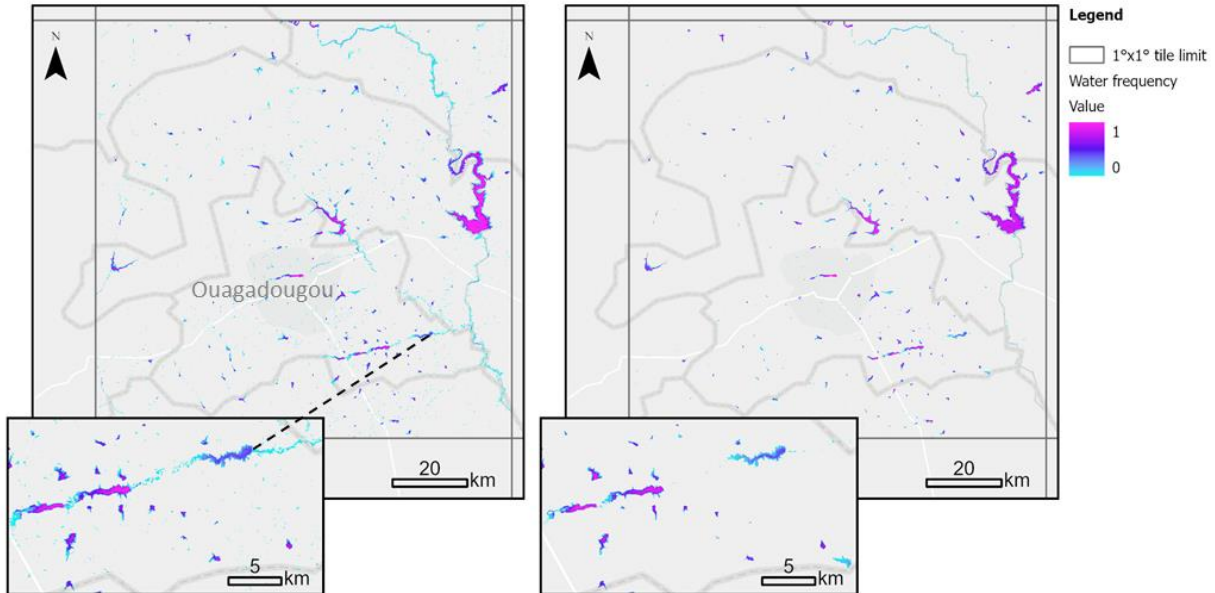 N
Ouagadougou
20
km
5
km
N
20
km
5
km
Legend
1°x1° tile limit
Water frequency
Value
1
0